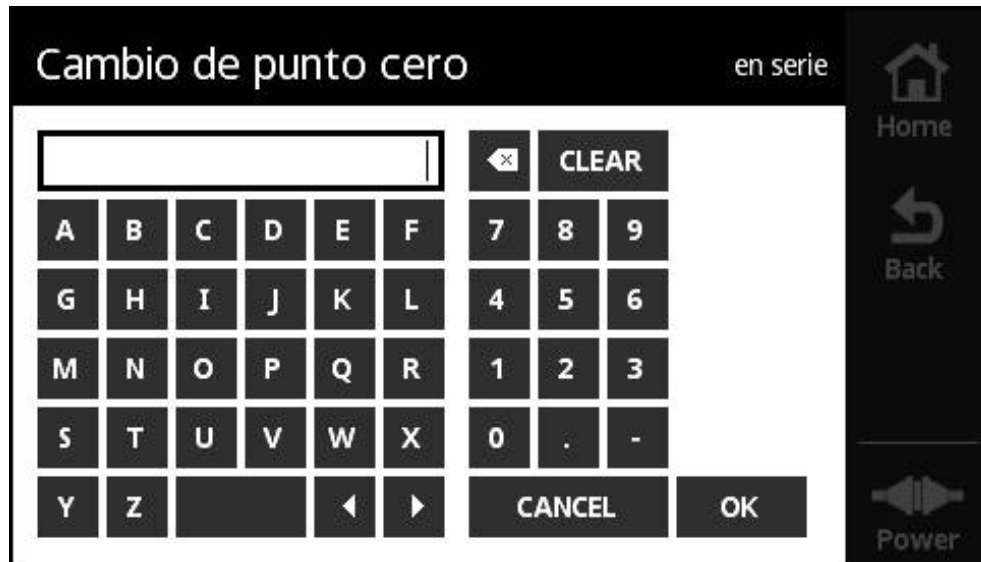 Cambio de punto cero en serie
Home
CLEAR
A B C D E F 7 8 9
Back
G H I J K L 4 5 6
M N O P Q R 1 2 3
S T U V W X 0 . -
Y Z CANCEL OK
Power